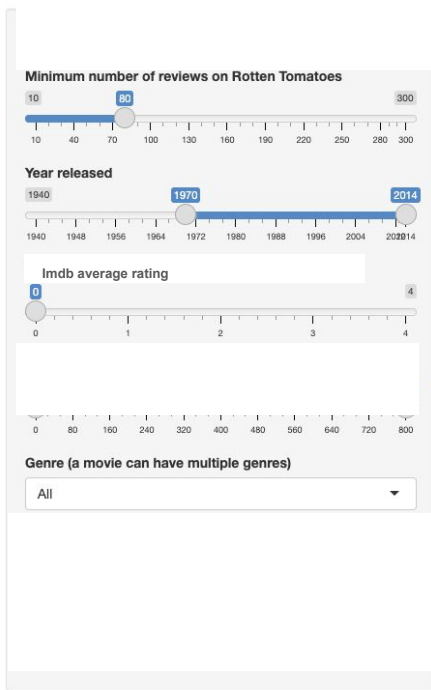 Minimum number of reviews on Rotten Tomatoes
10 80 300
10 40 70 100 130 160 190 220 250 280 300
Year released
1940 1970 2014
1940 1948 1956 1964 1972 1980 1988 1996 2004 2014
Imdb average rating
0 4
0 1 2 3 4
0 80 160 240 320 400 480 560 640 720 800
Genre (a movie can have multiple genres)
All